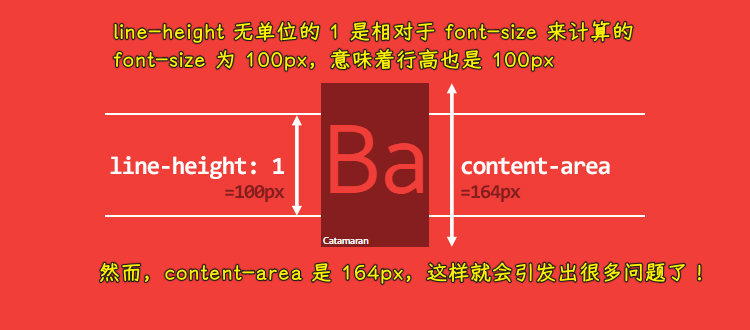 line-height 无单位的 1 是相对于 font-size 来计算的
font-size 为 100px，意味着行高也是 100px
line-height: 1
=100px
Ba
content-area
=164px
Catamaran
然而，content-area 是 164px，这样就会引发出很多问题了！